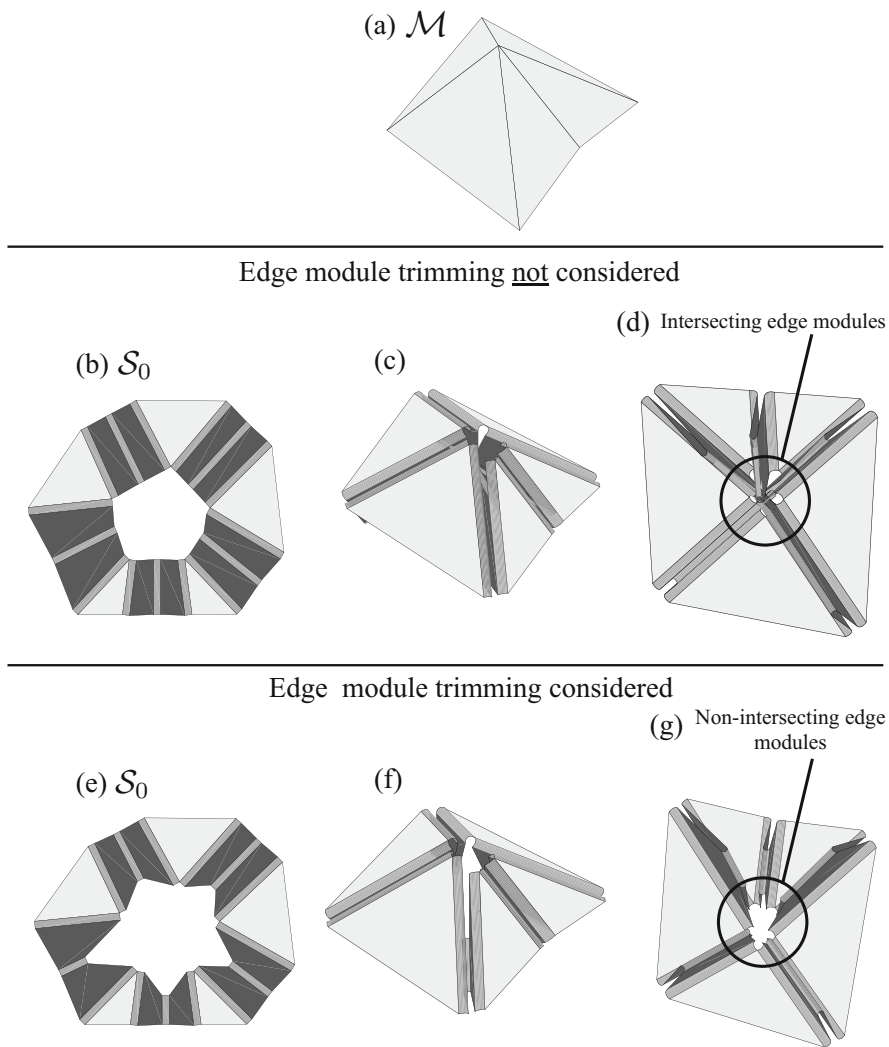 (a) ℳ
Edge module trimming not considered
(b) 𝒮₀
(c)
(d) Intersecting edge modules
Edge module trimming considered
(e) 𝒮₀
(f)
(g) Non-intersecting edge
modules